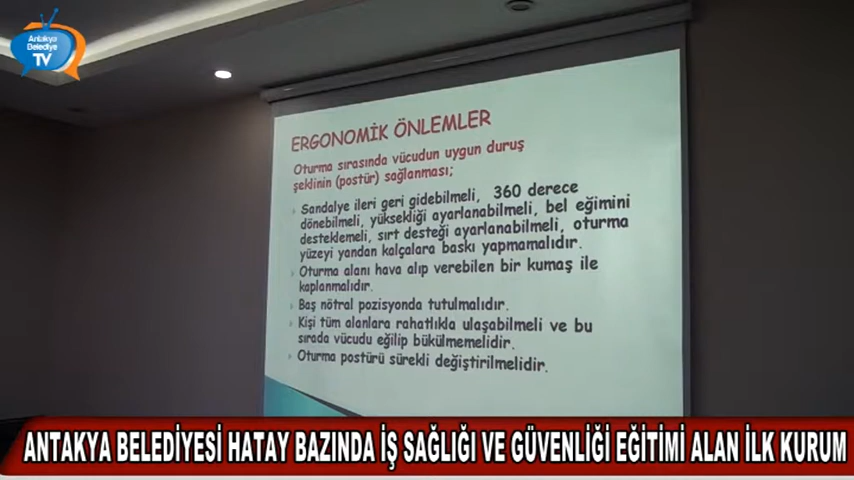 Antakya
Belediye
TV
ERGONOMİK ÖNLEMLER
Oturma sırasında vücudun uygun duruş
şeklinin (postür) sağlanması;
Sandalye ileri geri gidebilmeli, 360 derece
dönebilmeli, yüksekliği ayarlanabilmeli, bel eğimini
desteklemeli, sırt desteği ayarlanabilmeli, oturma
yüzeyi yandan kalçalara baskı yapmamalıdır.
Oturma alanı hava alıp verebilen bir kumaş ile
kaplanmalıdır.
Baş nötral pozisyonda tutulmalıdır.
Kişi tüm alanlara rahatlıkla ulaşabilmeli ve bu
sırada vücudu eğilip bükülmemelidir.
Oturma postürü sürekli değiştirilmelidir.
ANTAKYA BELEDİYESİ HATAY BAZINDA İŞ SAĞLIĞI VE GÜVENLİĞİ EĞİTİMİ ALAN İLK KURUM